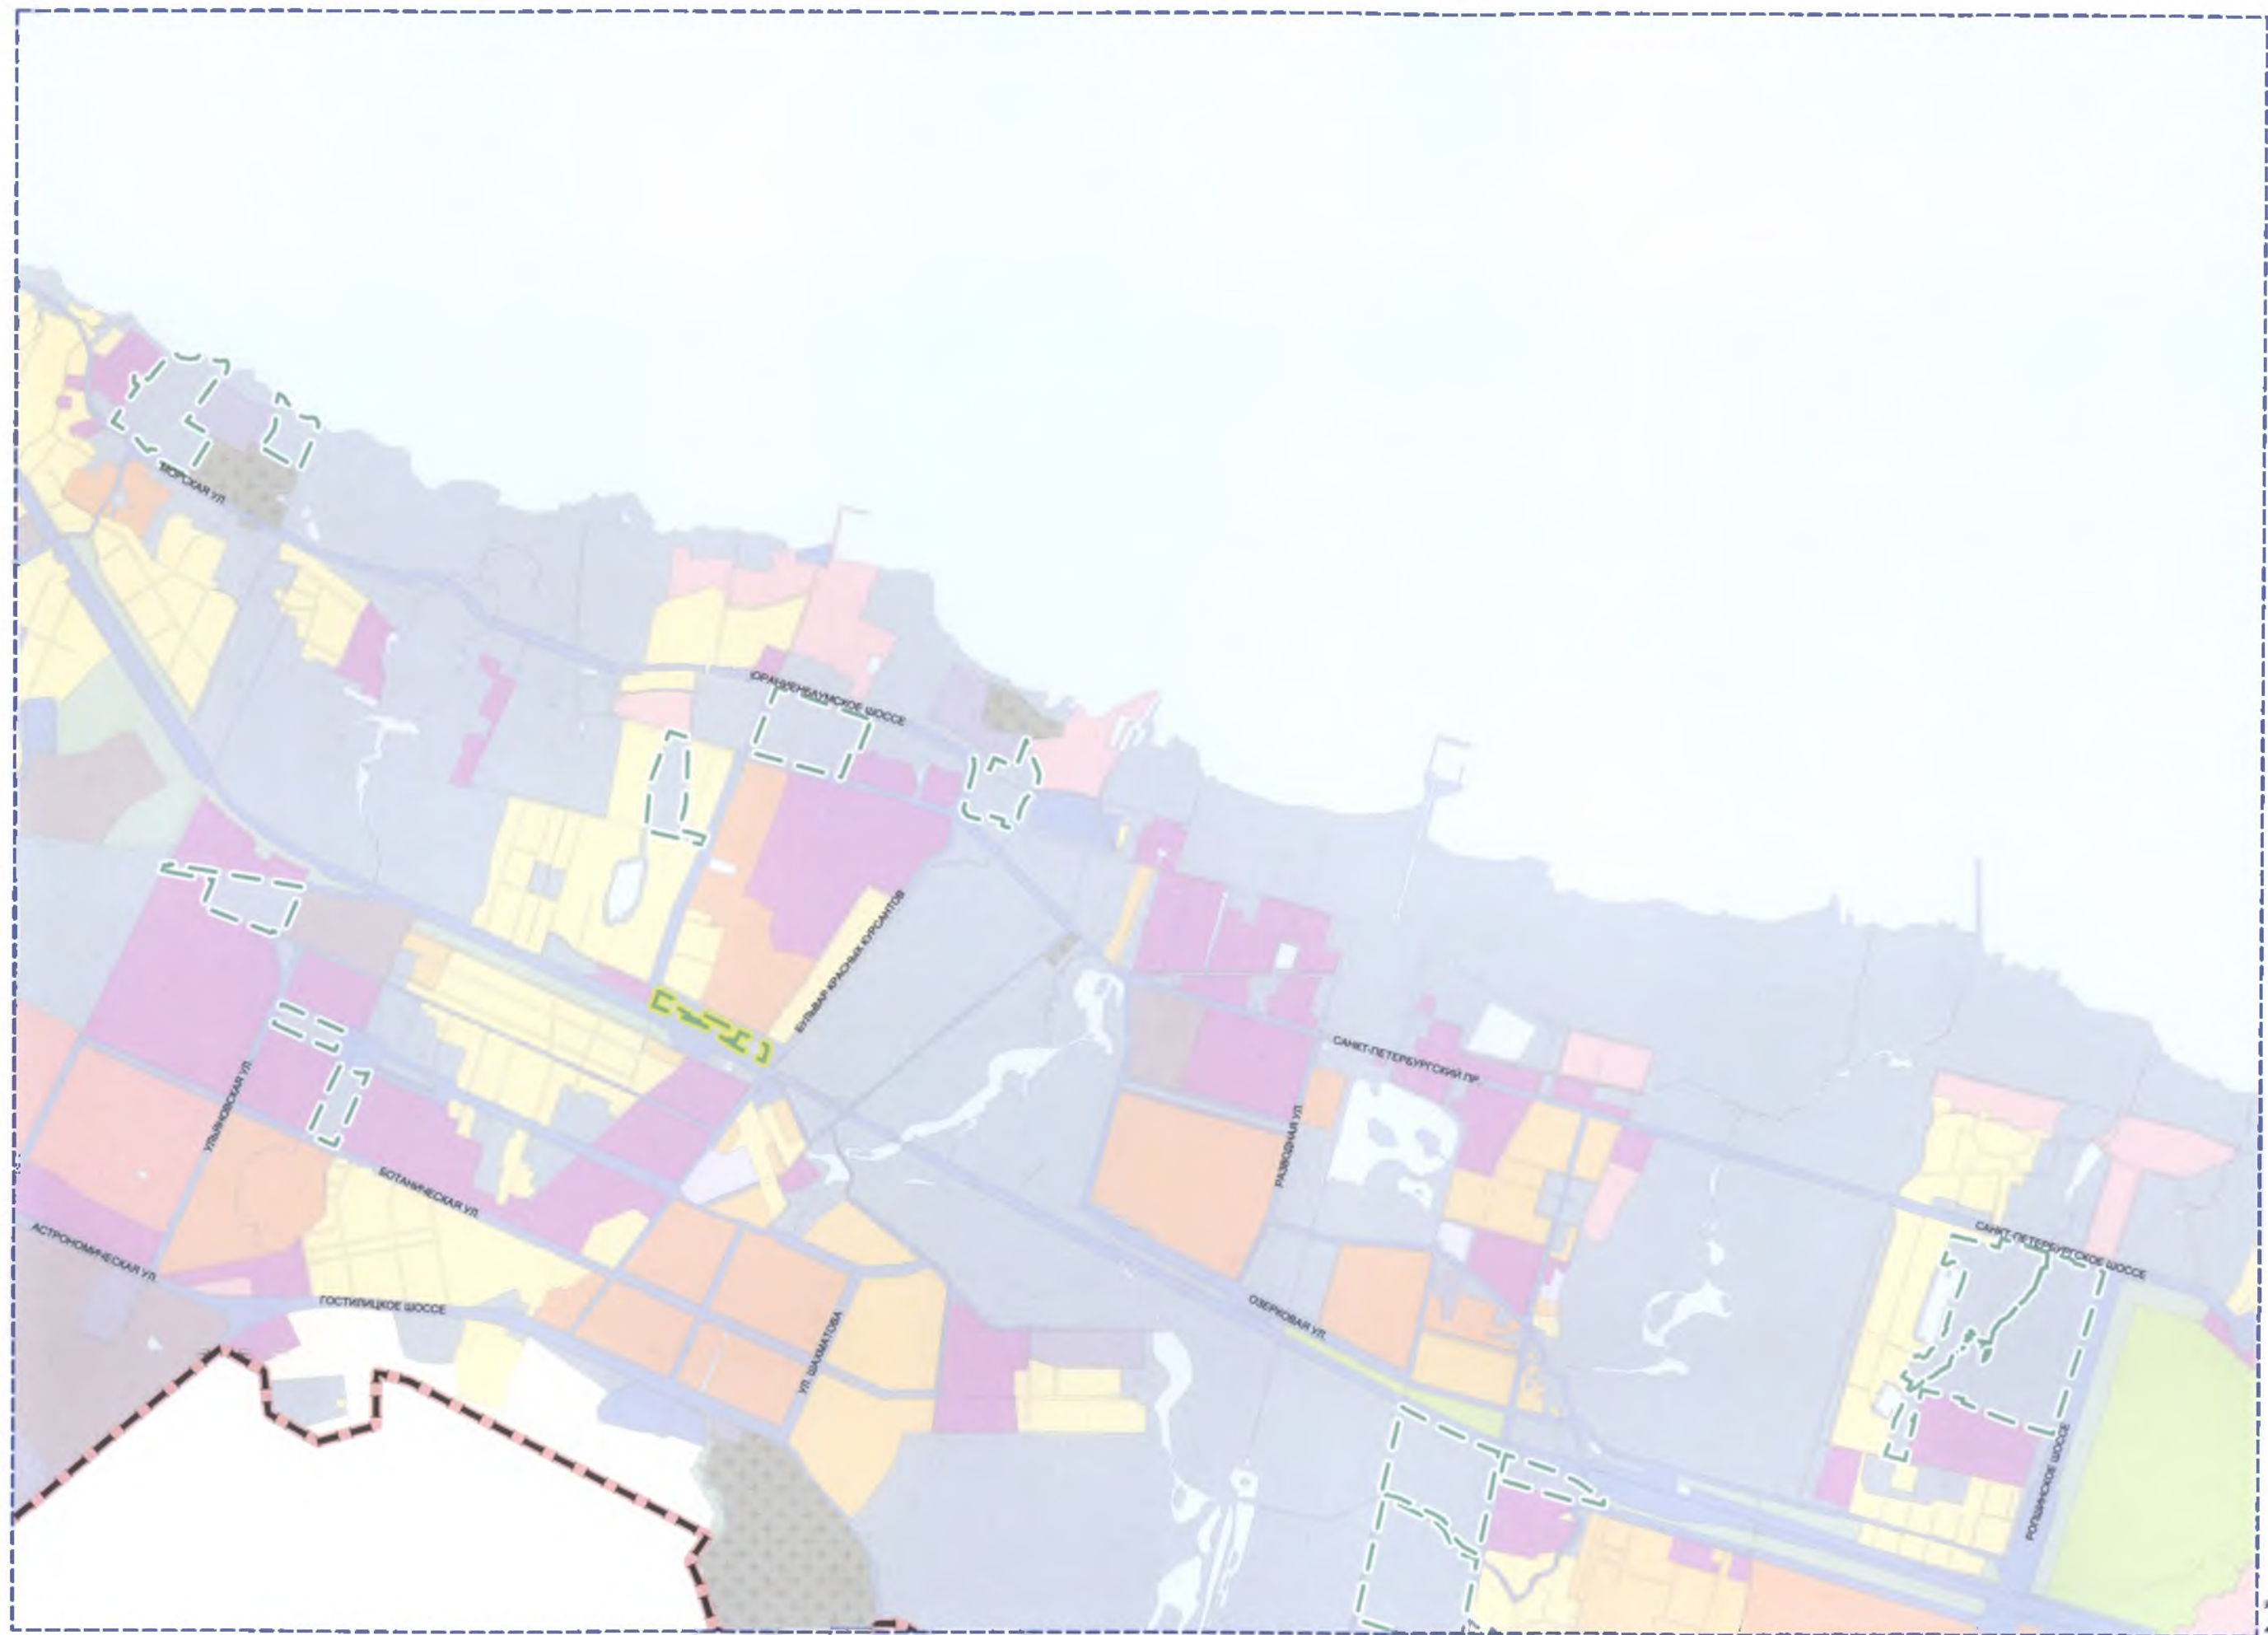 МОРСКАЯ УЛ.
ОРАНИЕНБАУМСКОЕ ШОССЕ
БУЛЬВАР КРАСНЫХ КУРСАНТОВ
САНКТ-ПЕТЕРБУРГСКИЙ ПР.
УЛЬЯНОВСКАЯ УЛ.
РАЗВОДНАЯ УЛ.
БОТАНИЧЕСКАЯ УЛ.
АСТРОНОМИЧЕСКАЯ УЛ.
САНКТ-ПЕТЕРБУРГСКОЕ ШОССЕ
ГОСТИЛИЦКОЕ ШОССЕ
ОЗЕРКОВАЯ УЛ.
УЛ. ШАХМАТОВА
РОПШИНСКОЕ ШОССЕ